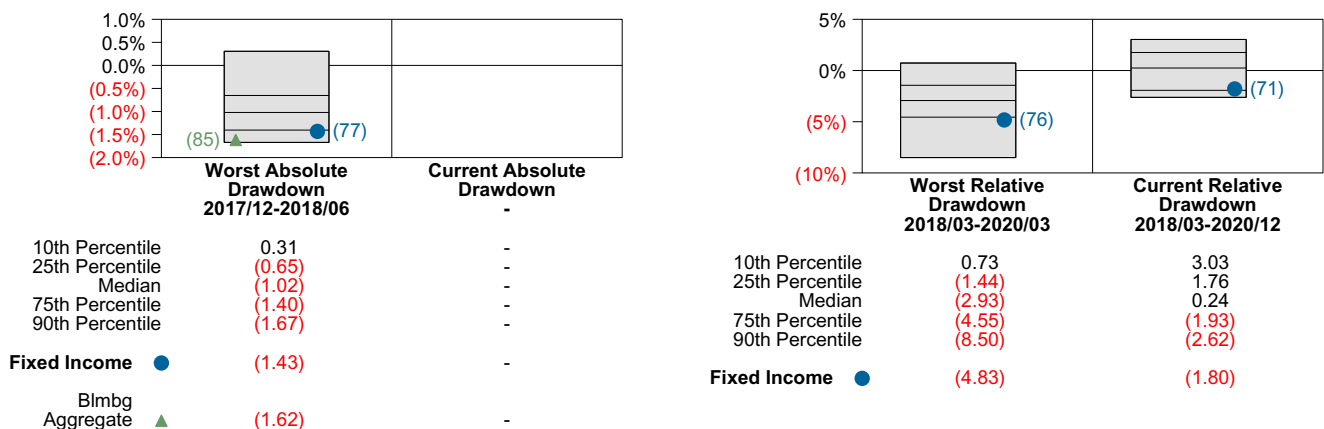 1.0%
0.5%
0.0%
(0.5%)
(1.0%)
(1.5%)
(2.0%)
(85)
(77)
Worst Absolute
Drawdown
2017/12-2018/06
Current Absolute
Drawdown
-
10th Percentile 0.31 -
25th Percentile (0.65) -
Median (1.02) -
75th Percentile (1.40) -
90th Percentile (1.67) -
Fixed Income (1.43) -
Blmbg
Aggregate (1.62) -
5%
0%
(5%)
(10%)
(76)
(71)
Worst Relative
Drawdown
2018/03-2020/03
Current Relative
Drawdown
2018/03-2020/12
10th Percentile 0.73 3.03
25th Percentile (1.44) 1.76
Median (2.93) 0.24
75th Percentile (4.55) (1.93)
90th Percentile (8.50) (2.62)
Fixed Income (4.83) (1.80)